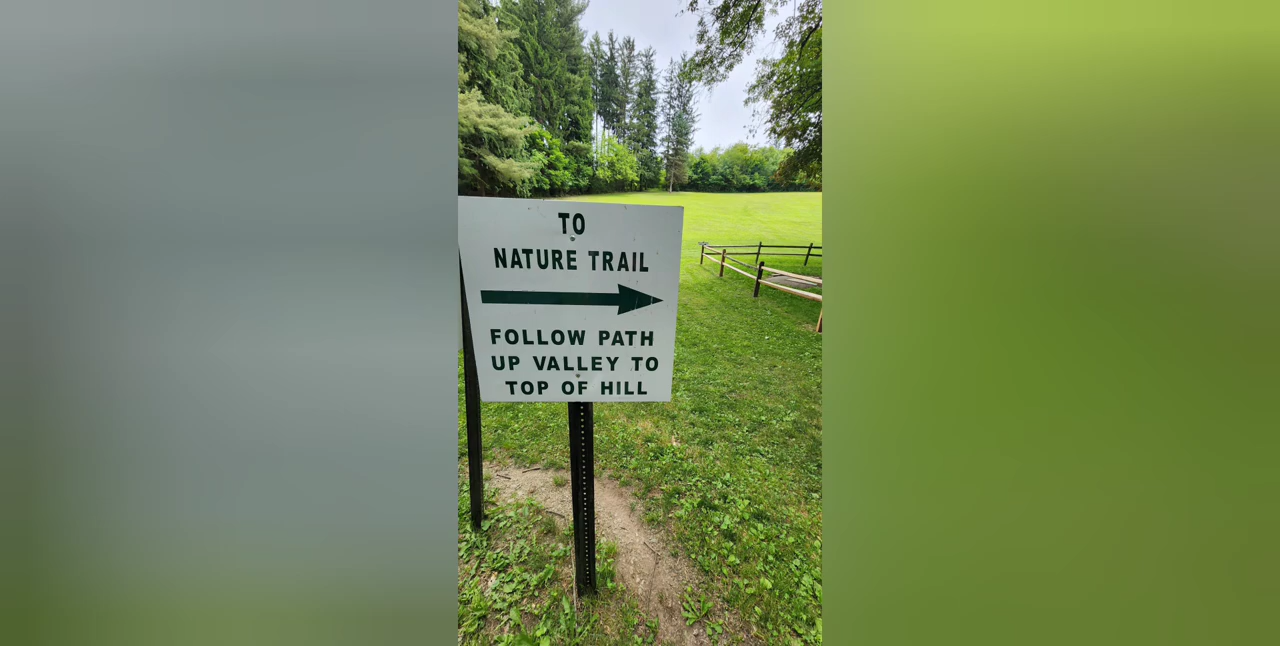 TO
NATURE TRAIL
FOLLOW PATH
UP VALLEY TO
TOP OF HILL